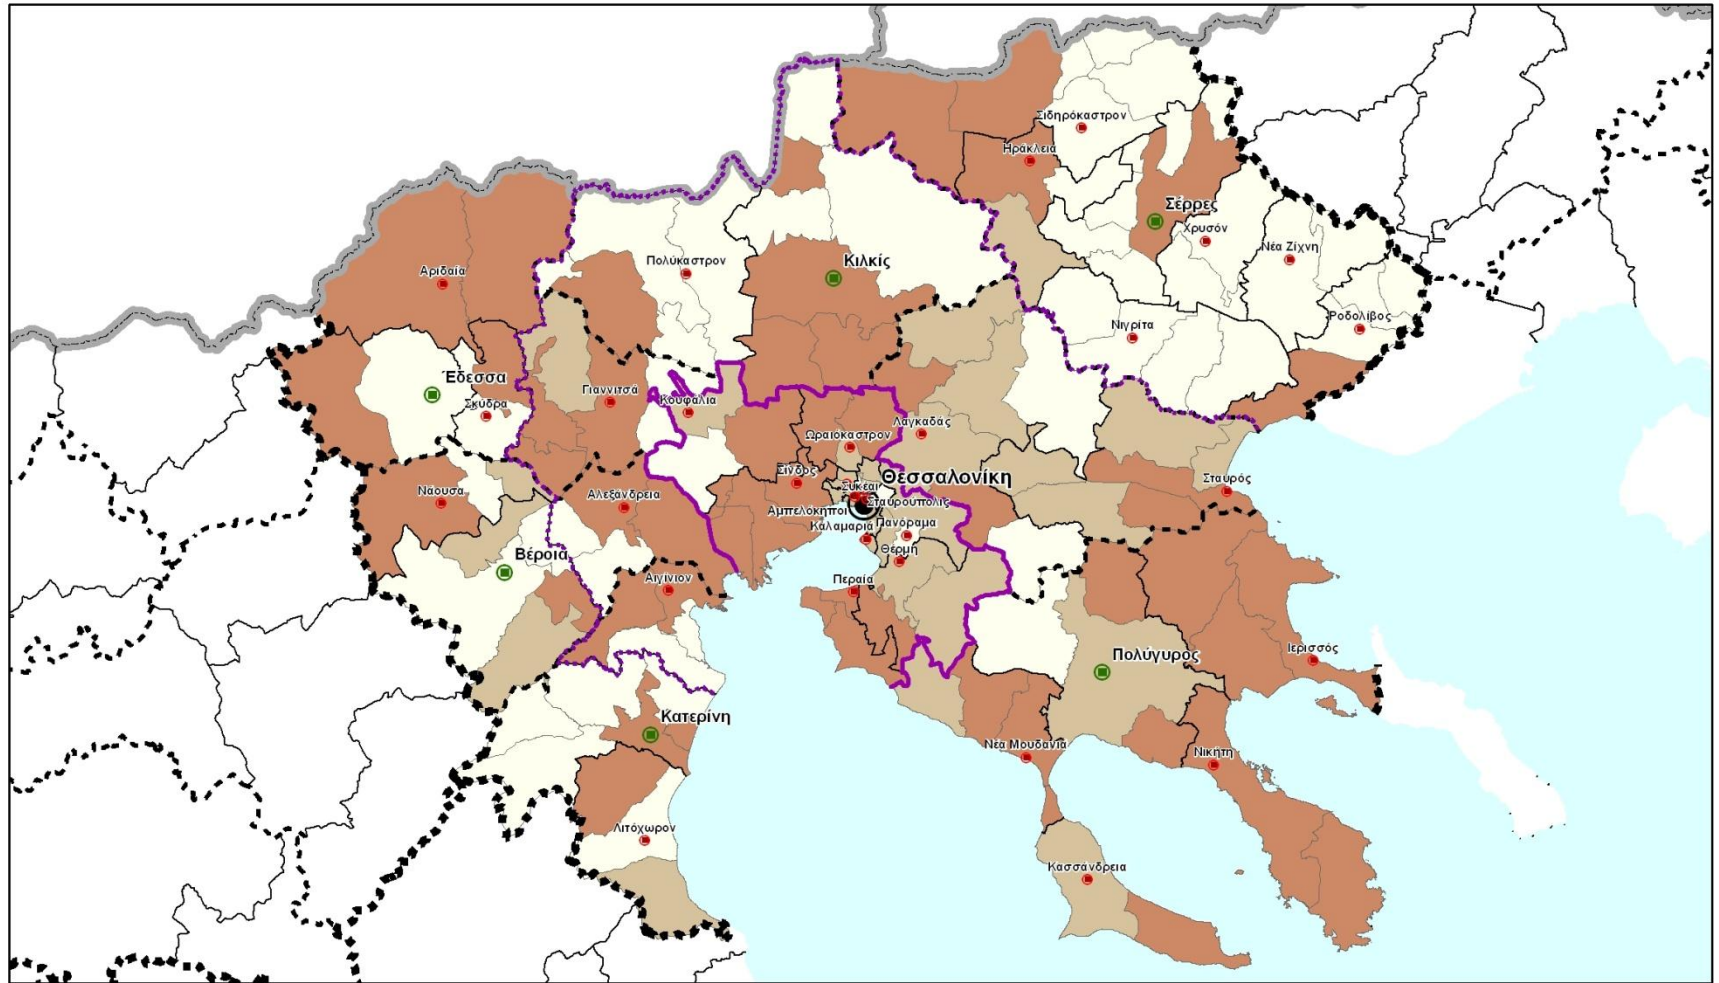 Σιδηρόκαστρον
Ηράκλεια
Σέρρες
Χρυσόν
Νέα Ζίχνη
Πολύκαστρον
Κιλκίς
Αριδαία
Ροδολίβος
Νιγρίτα
Έδεσσα
Γιαννιτσά
Σκύδρα
Κουφάλια
Λαγκαδάς
Ωραιόκαστρον
Σίνδος
Θεσσαλονίκη
Σταυρός
Συκέαι
Νάουσα
Αλεξάνδρεια
Σταυρούπολις
Αμπελόκηποι
Καλαμαριά
Πανόραμα
Βέροια
Θέρμη
Αιγίνιον
Περαία
Ιερισσός
Πολύγυρος
Κατερίνη
Νέα Μουδανιά
Νικήτη
Λιτόχωρον
Κασσάνδρεια